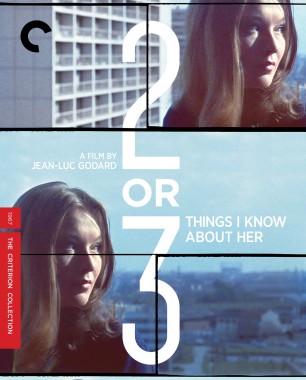 2
A FILM BY
JEAN-LUC GODARD
OR
THINGS I KNOW
ABOUT HER
3
1967
THE CRITERION COLLECTION